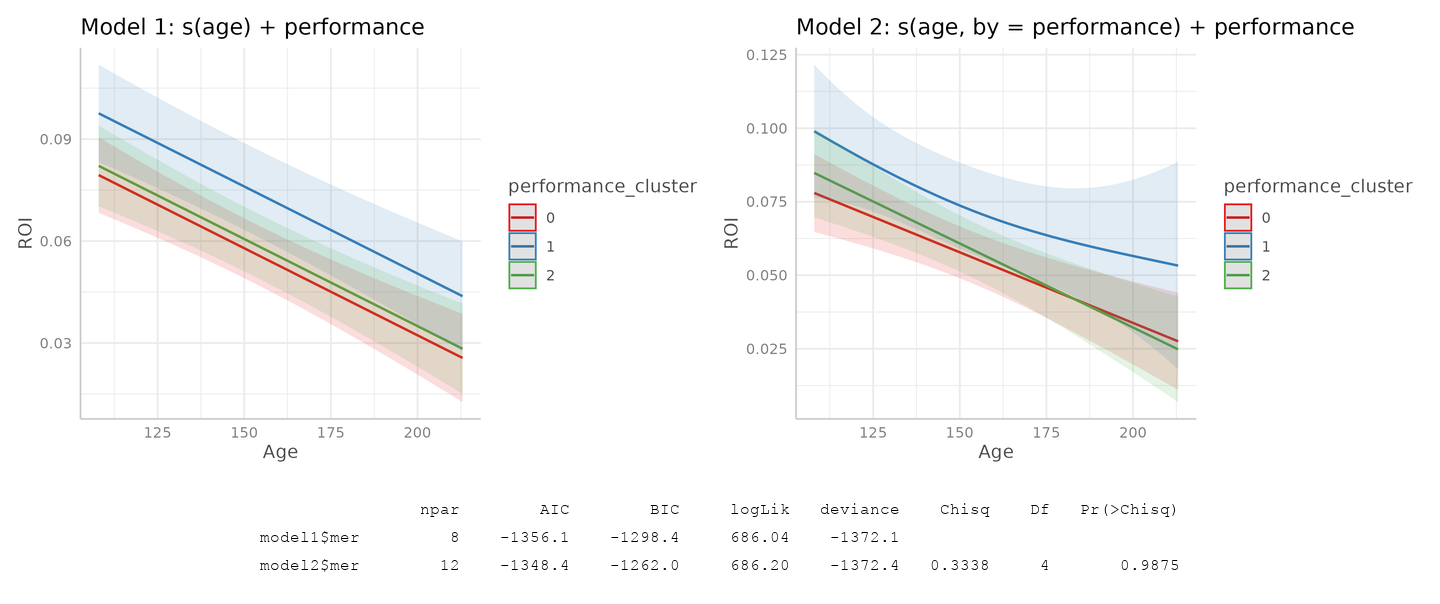 Model 1: s(age) + performance
0.09
0.06
0.03
ROI
125 150 175 200
Age
performance_cluster
0
1
2
Model 2: s(age, by = performance) + performance
0.125
0.100
0.075
0.050
0.025
ROI
125 150 175 200
Age
performance_cluster
0
1
2
npar AIC BIC logLik deviance Chisq Df Pr(>Chisq)
model1$mer 8 -1356.1 -1298.4 686.04 -1372.1
model2$mer 12 -1348.4 -1262.0 686.20 -1372.4 0.3338 4 0.9875